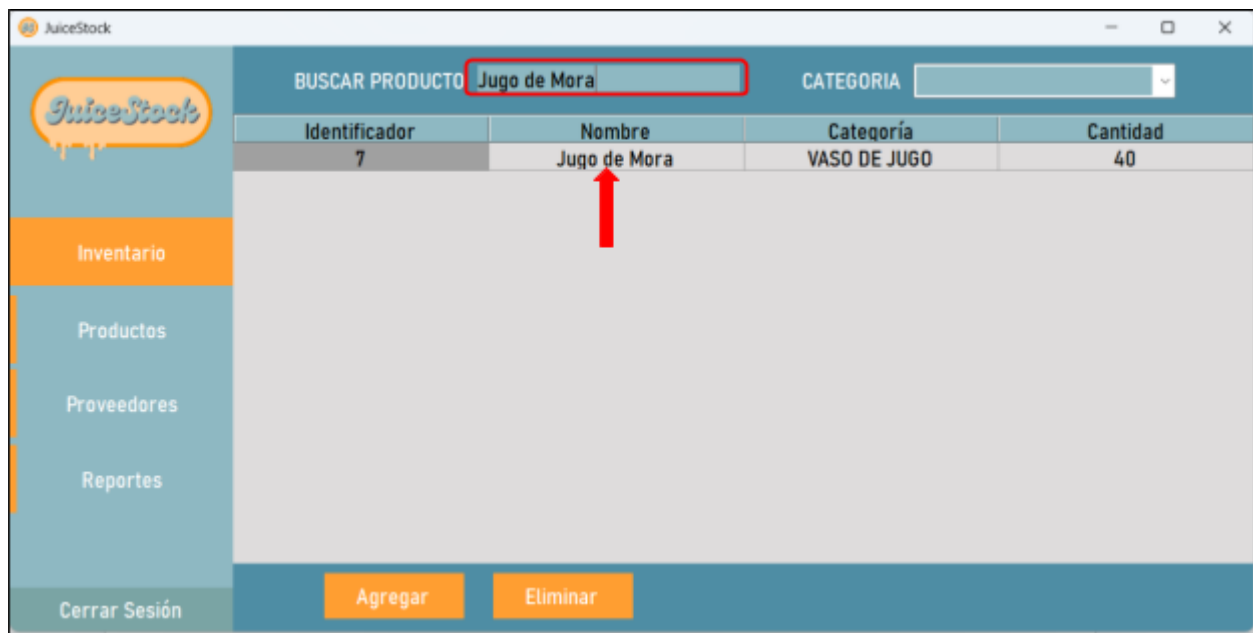 JuiceStock
JuiceStock
BUSCAR PRODUCTO Jugo de Mora CATEGORIA
Identificador Nombre Categoría Cantidad
7 Jugo de Mora VASO DE JUGO 40
Inventario
Productos
Proveedores
Reportes
Cerrar Sesión
Agregar Eliminar